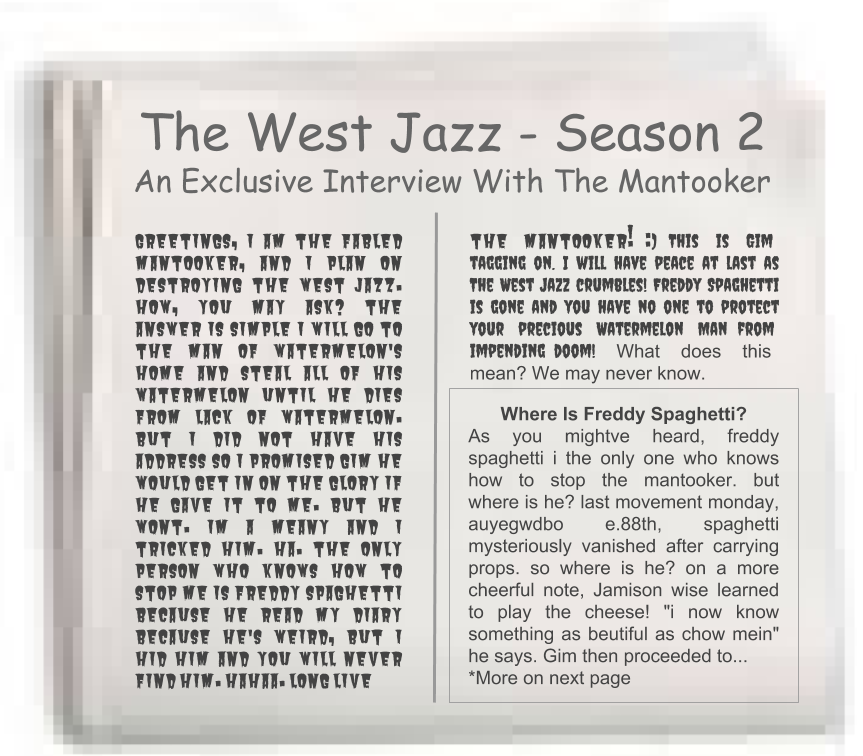 The West Jazz - Season 2
An Exclusive Interview With The Mantooker
GREETINGS, I AM THE FABLED
MANTOOKER, AND I PLAN ON
DESTROYING THE WEST JAZZ.
HOW, YOU MAY ASK? THE
ANSWER IS SIMPLE I WILL GO TO
THE MAN OF WATERMELON'S
HOME AND STEAL ALL OF HIS
WATERMELON UNTIL HE DIES
FROM LACK OF WATERMELON.
BUT I DID NOT HAVE HIS
ADDRESS SO I PROMISED GIM HE
WOULD GET IN ON THE GLORY IF
HE GAVE IT TO ME. BUT HE
WONT. IM A MEANY AND I
TRICKED HIM. HA. THE ONLY
PERSON WHO KNOWS HOW TO
STOP ME IS FREDDY SPAGHETTI
BECAUSE HE READ MY DIARY
BECAUSE HE'S WEIRD, BUT I
HID HIM AND YOU WILL NEVER
FIND HIM. HAHAA. LONG LIVE
THE MANTOOKER! :) THIS IS GIM
TAGGING ON. I WILL HAVE PEACE AT LAST AS
THE WEST JAZZ CRUMBLES! FREDDY SPAGHETTI
IS GONE AND YOU HAVE NO ONE TO PROTECT
YOUR PRECIOUS WATERMELON MAN FROM
IMPENDING DOOM! What does this
mean? We may never know.
Where Is Freddy Spaghetti?
As you mightve heard, freddy
spaghetti i the only one who knows
how to stop the mantooker. but
where is he? last movement monday,
auyegwdbo e.88th, spaghetti
mysteriously vanished after carrying
props. so where is he? on a more
cheerful note, Jamison wise learned
to play the cheese! "i now know
something as beutiful as chow mein"
he says. Gim then proceeded to...
*More on next page